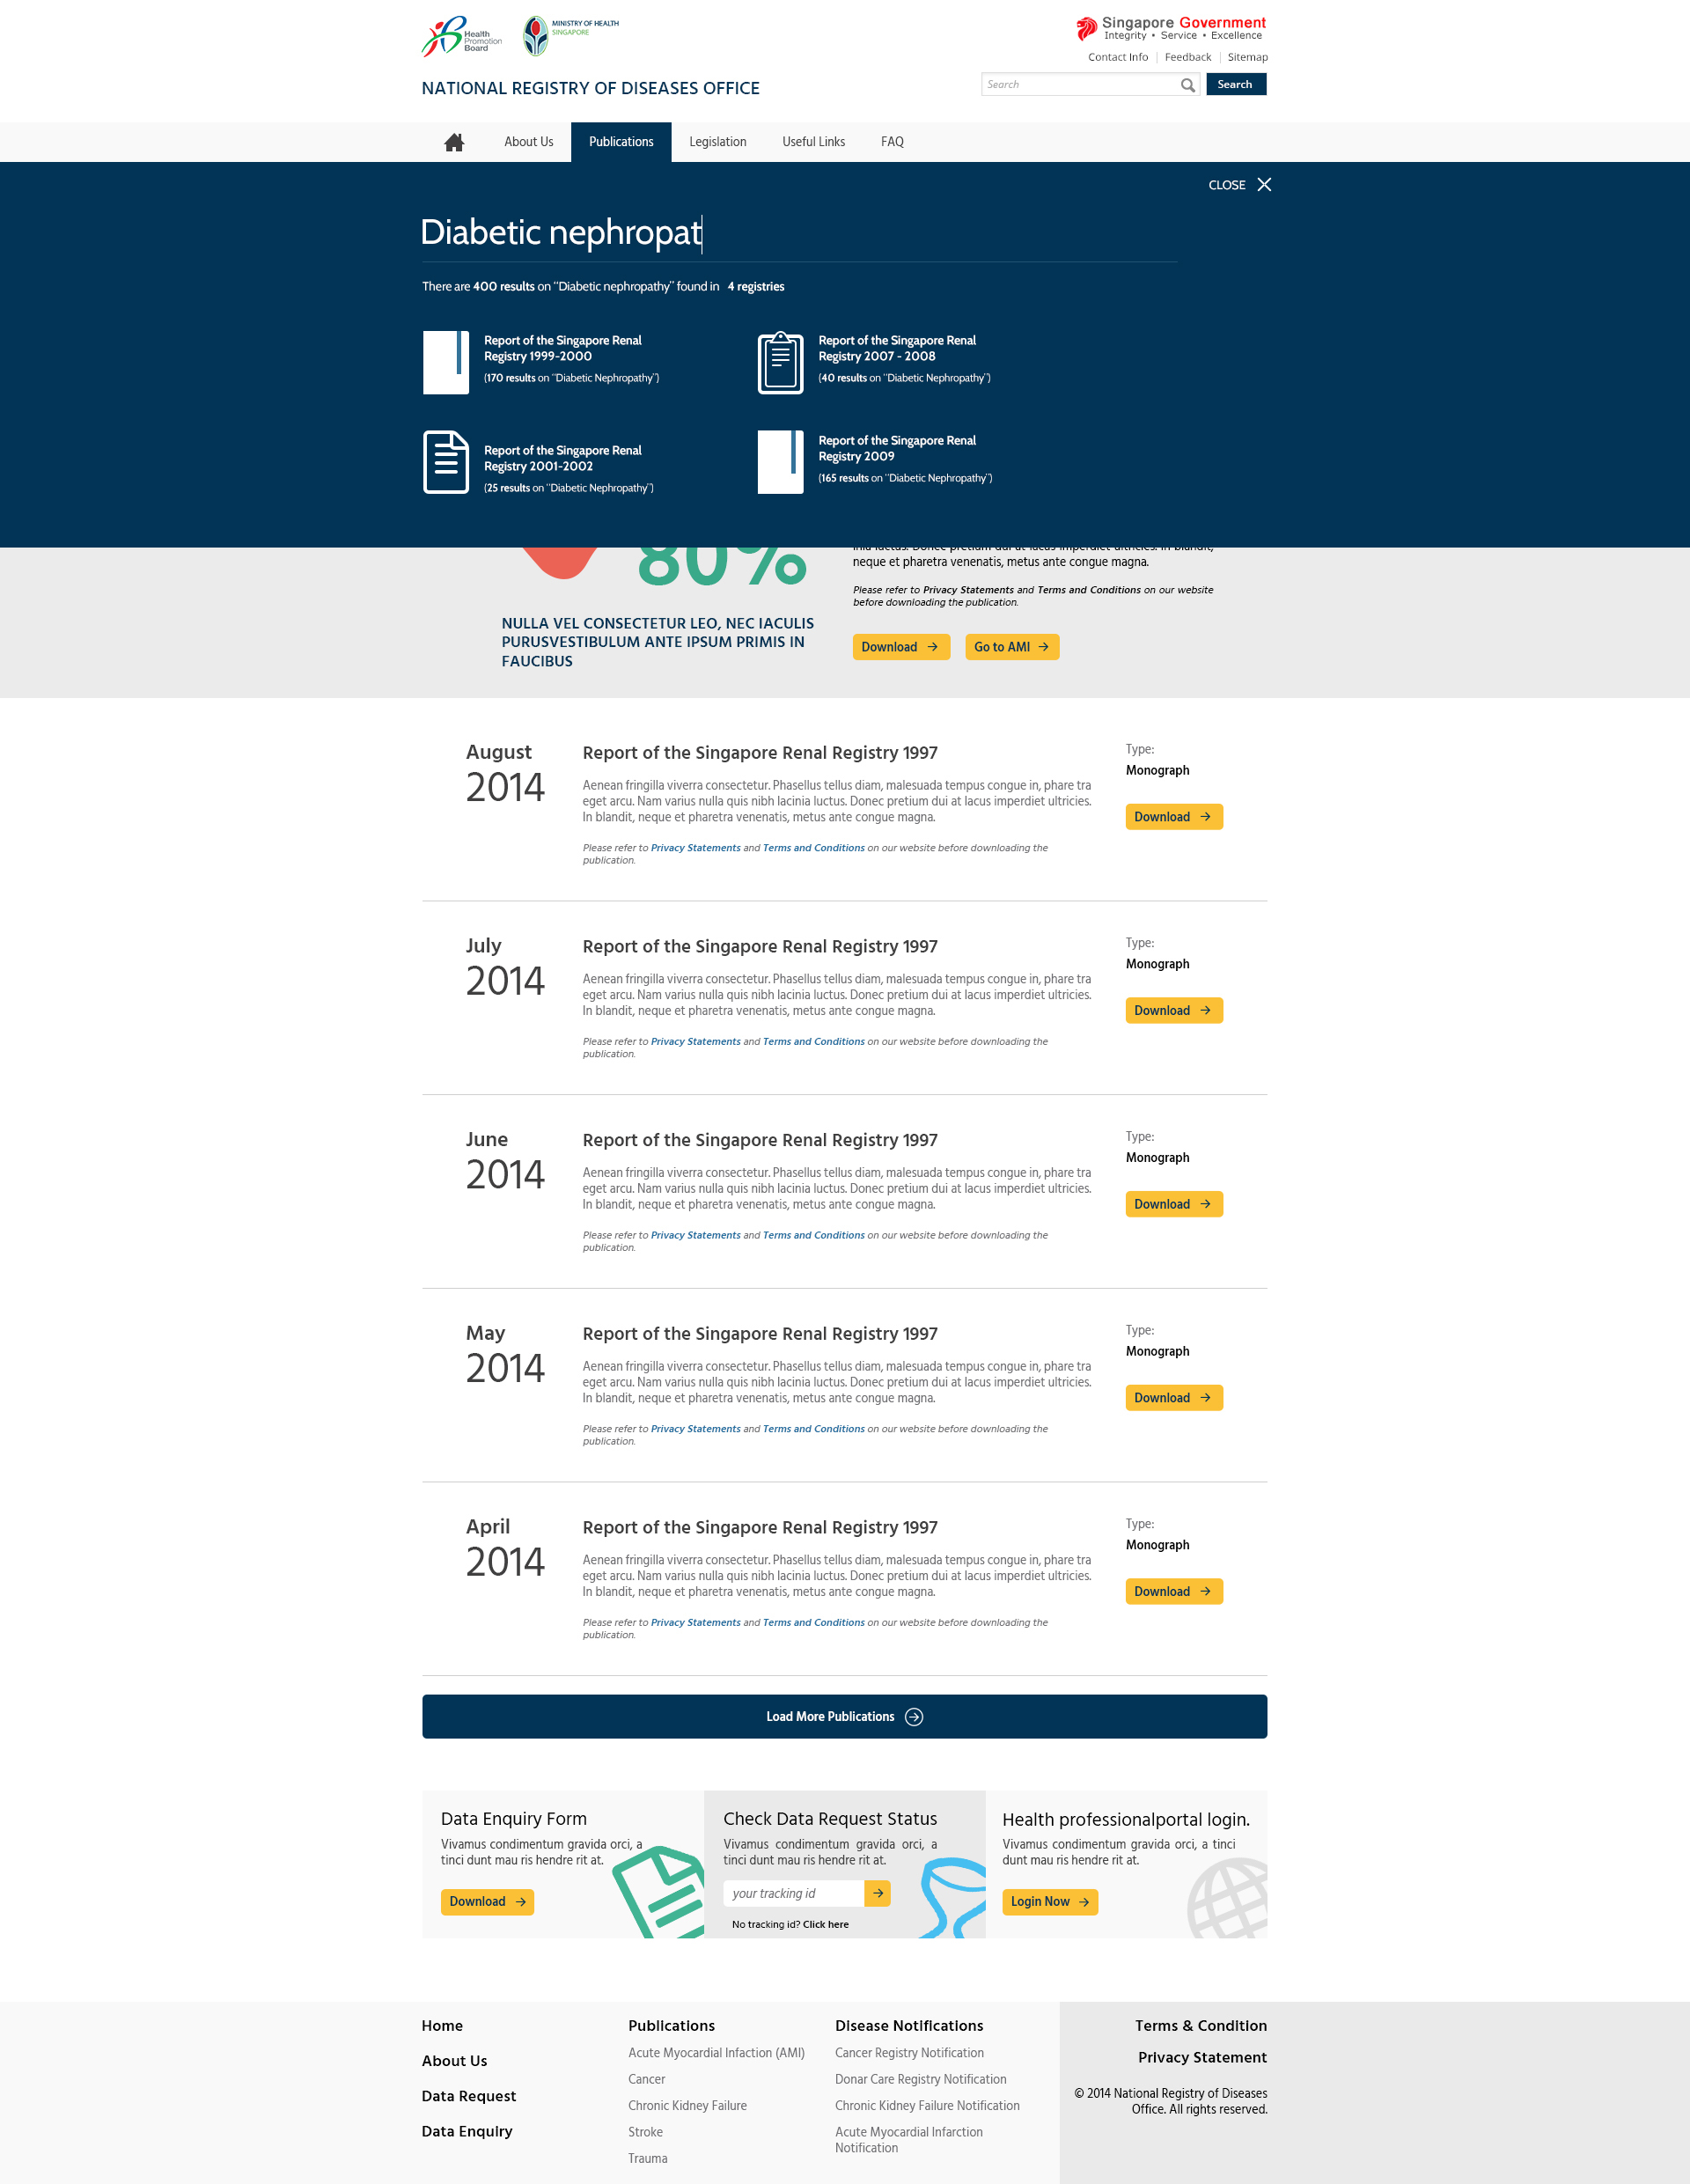 Health
Promotion
Board
MINISTRY OF HEALTH
SINGAPORE
Singapore Government
Integrity • Service • Excellence
Contact Info | Feedback | Sitemap
NATIONAL REGISTRY OF DISEASES OFFICE
Search
Search
About Us
Publications
Legislation
Useful Links
FAQ
CLOSE
Diabetic nephropat
There are 400 results on "Diabetic nephropathy" found in 4 registries
Report of the Singapore Renal
Registry 1999-2000
(170 results on "Diabetic Nephropathy")
Report of the Singapore Renal
Registry 2007 - 2008
(40 results on "Diabetic Nephropathy")
Report of the Singapore Renal
Registry 2001-2002
(25 results on "Diabetic Nephropathy")
Report of the Singapore Renal
Registry 2009
(165 results on "Diabetic Nephropathy")
80%
NULLA VEL CONSECTETUR LEO, NEC IACULIS
PURUSVESTIBULUM ANTE IPSUM PRIMIS IN
FAUCIBUS
luctus. Donec pretium dui at lacus imperdiet ultricies. In blandit,
neque et pharetra venenatis, metus ante congue magna.
Please refer to Privacy Statements and Terms and Conditions on our website
before downloading the publication.
Download
Go to AMI
August
2014
Report of the Singapore Renal Registry 1997
Aenean fringilla viverra consectetur. Phasellus tellus diam, malesuada tempus congue in, phare tra
eget arcu. Nam varius nulla quis nibh lacinia luctus. Donec pretium dui at lacus imperdiet ultricies.
In blandit, neque et pharetra venenatis, metus ante congue magna.
Please refer to Privacy Statements and Terms and Conditions on our website before downloading the
publication.
Type:
Monograph
Download
July
2014
Report of the Singapore Renal Registry 1997
Aenean fringilla viverra consectetur. Phasellus tellus diam, malesuada tempus congue in, phare tra
eget arcu. Nam varius nulla quis nibh lacinia luctus. Donec pretium dui at lacus imperdiet ultricies.
In blandit, neque et pharetra venenatis, metus ante congue magna.
Please refer to Privacy Statements and Terms and Conditions on our website before downloading the
publication.
Type:
Monograph
Download
June
2014
Report of the Singapore Renal Registry 1997
Aenean fringilla viverra consectetur. Phasellus tellus diam, malesuada tempus congue in, phare tra
eget arcu. Nam varius nulla quis nibh lacinia luctus. Donec pretium dui at lacus imperdiet ultricies.
In blandit, neque et pharetra venenatis, metus ante congue magna.
Please refer to Privacy Statements and Terms and Conditions on our website before downloading the
publication.
Type:
Monograph
Download
May
2014
Report of the Singapore Renal Registry 1997
Aenean fringilla viverra consectetur. Phasellus tellus diam, malesuada tempus congue in, phare tra
eget arcu. Nam varius nulla quis nibh lacinia luctus. Donec pretium dui at lacus imperdiet ultricies.
In blandit, neque et pharetra venenatis, metus ante congue magna.
Please refer to Privacy Statements and Terms and Conditions on our website before downloading the
publication.
Type:
Monograph
Download
April
2014
Report of the Singapore Renal Registry 1997
Aenean fringilla viverra consectetur. Phasellus tellus diam, malesuada tempus congue in, phare tra
eget arcu. Nam varius nulla quis nibh lacinia luctus. Donec pretium dui at lacus imperdiet ultricies.
In blandit, neque et pharetra venenatis, metus ante congue magna.
Please refer to Privacy Statements and Terms and Conditions on our website before downloading the
publication.
Type:
Monograph
Download
Load More Publications
Data Enquiry Form
Vivamus condimentum gravida orci, a
tinci dunt mau ris hendre rit at.
Download
Check Data Request Status
Vivamus condimentum gravida orci, a
tinci dunt mau ris hendre rit at.
your tracking id
No tracking id? Click here
Health professionalportal login.
Vivamus condimentum gravida orci, a tinci
dunt mau ris hendre rit at.
Login Now
Home
About Us
Data Request
Data Enquiry
Publications
Acute Myocardial Infaction (AMI)
Cancer
Chronic Kidney Failure
Stroke
Trauma
Disease Notifications
Cancer Registry Notification
Donar Care Registry Notification
Chronic Kidney Failure Notification
Acute Myocardial Infarction
Notification
Terms & Condition
Privacy Statement
© 2014 National Registry of Diseases
Office. All rights reserved.